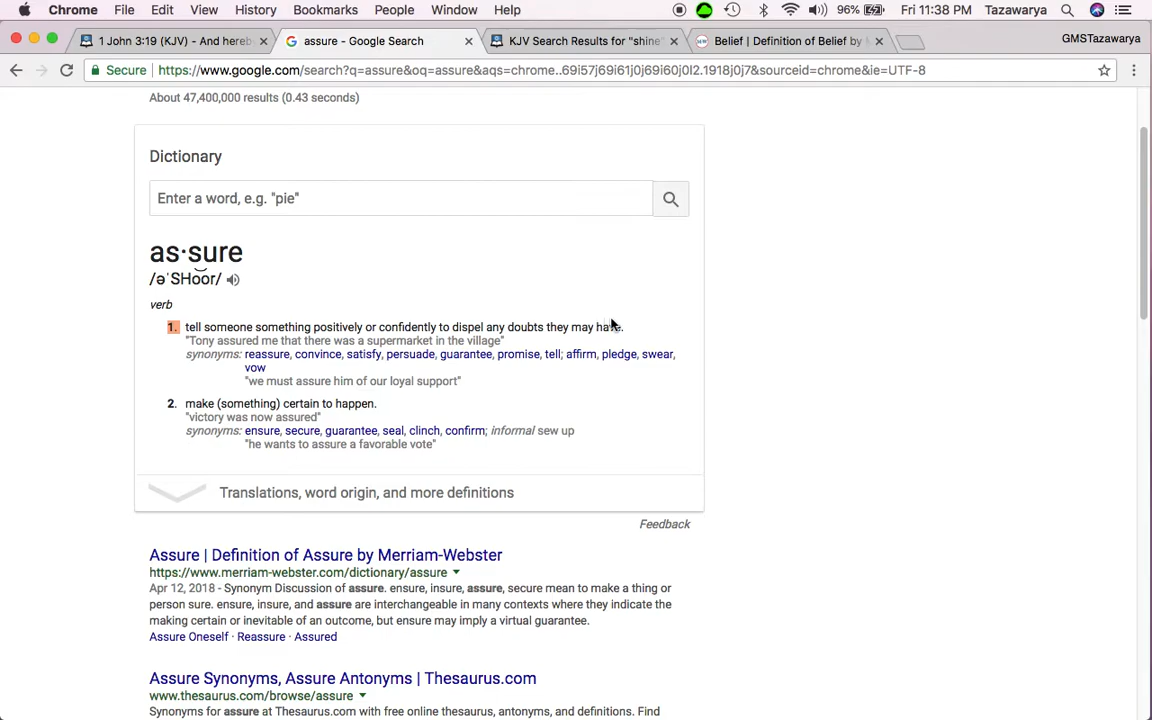 Chrome File Edit View History Bookmarks People Window Help 96% Fri 11:38 PM Tazawarya
1 John 3:19 (KJV) - And hereb assure - Google Search KJV Search Results for "shine" Belief | Definition of Belief by M GMSTazawarya
Secure https://www.google.com/search?q=assure&oq=assure&aqs=chrome..69i57j69i61j0j69i60j0l2.1918j0j7&sourceid=chrome&ie=UTF-8
About 47,400,000 results (0.43 seconds)
Dictionary
Enter a word, e.g. "pie"
as·sure
/əˈSHo͝or/
verb
1. tell someone something positively or confidently to dispel any doubts they may have.
"Tony assured me that there was a supermarket in the village"
synonyms: reassure, convince, satisfy, persuade, guarantee, promise, tell; affirm, pledge, swear,
vow
"we must assure him of our loyal support"
2. make (something) certain to happen.
"victory was now assured"
synonyms: ensure, secure, guarantee, seal, clinch, confirm; informal sew up
"he wants to assure a favorable vote"
Translations, word origin, and more definitions
Feedback
Assure | Definition of Assure by Merriam-Webster
https://www.merriam-webster.com/dictionary/assure
Apr 12, 2018 - Synonym Discussion of assure. ensure, insure, assure, secure mean to make a thing or
person sure. ensure, insure, and assure are interchangeable in many contexts where they indicate the
making certain or inevitable of an outcome, but ensure may imply a virtual guarantee.
Assure Oneself · Reassure · Assured
Assure Synonyms, Assure Antonyms | Thesaurus.com
www.thesaurus.com/browse/assure
Synonyms for assure at Thesaurus.com with free online thesaurus, antonyms, and definitions. Find